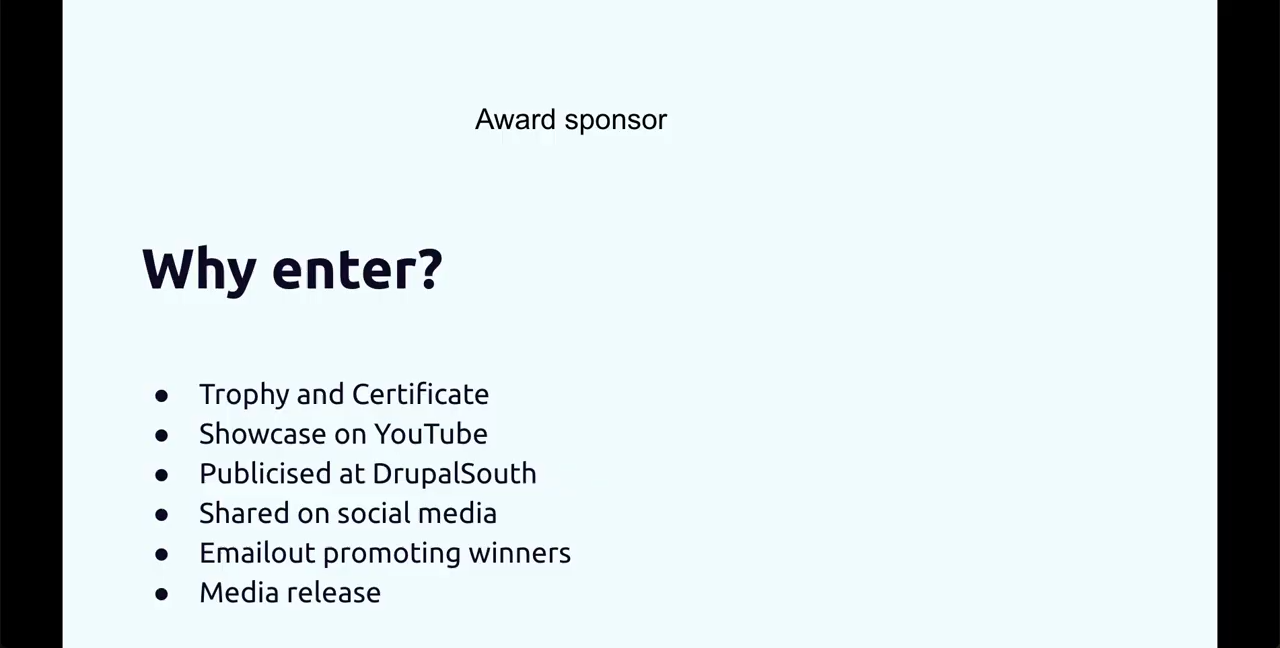 Award sponsor
Why enter?
● Trophy and Certificate
● Showcase on YouTube
● Publicised at DrupalSouth
● Shared on social media
● Emailout promoting winners
● Media release